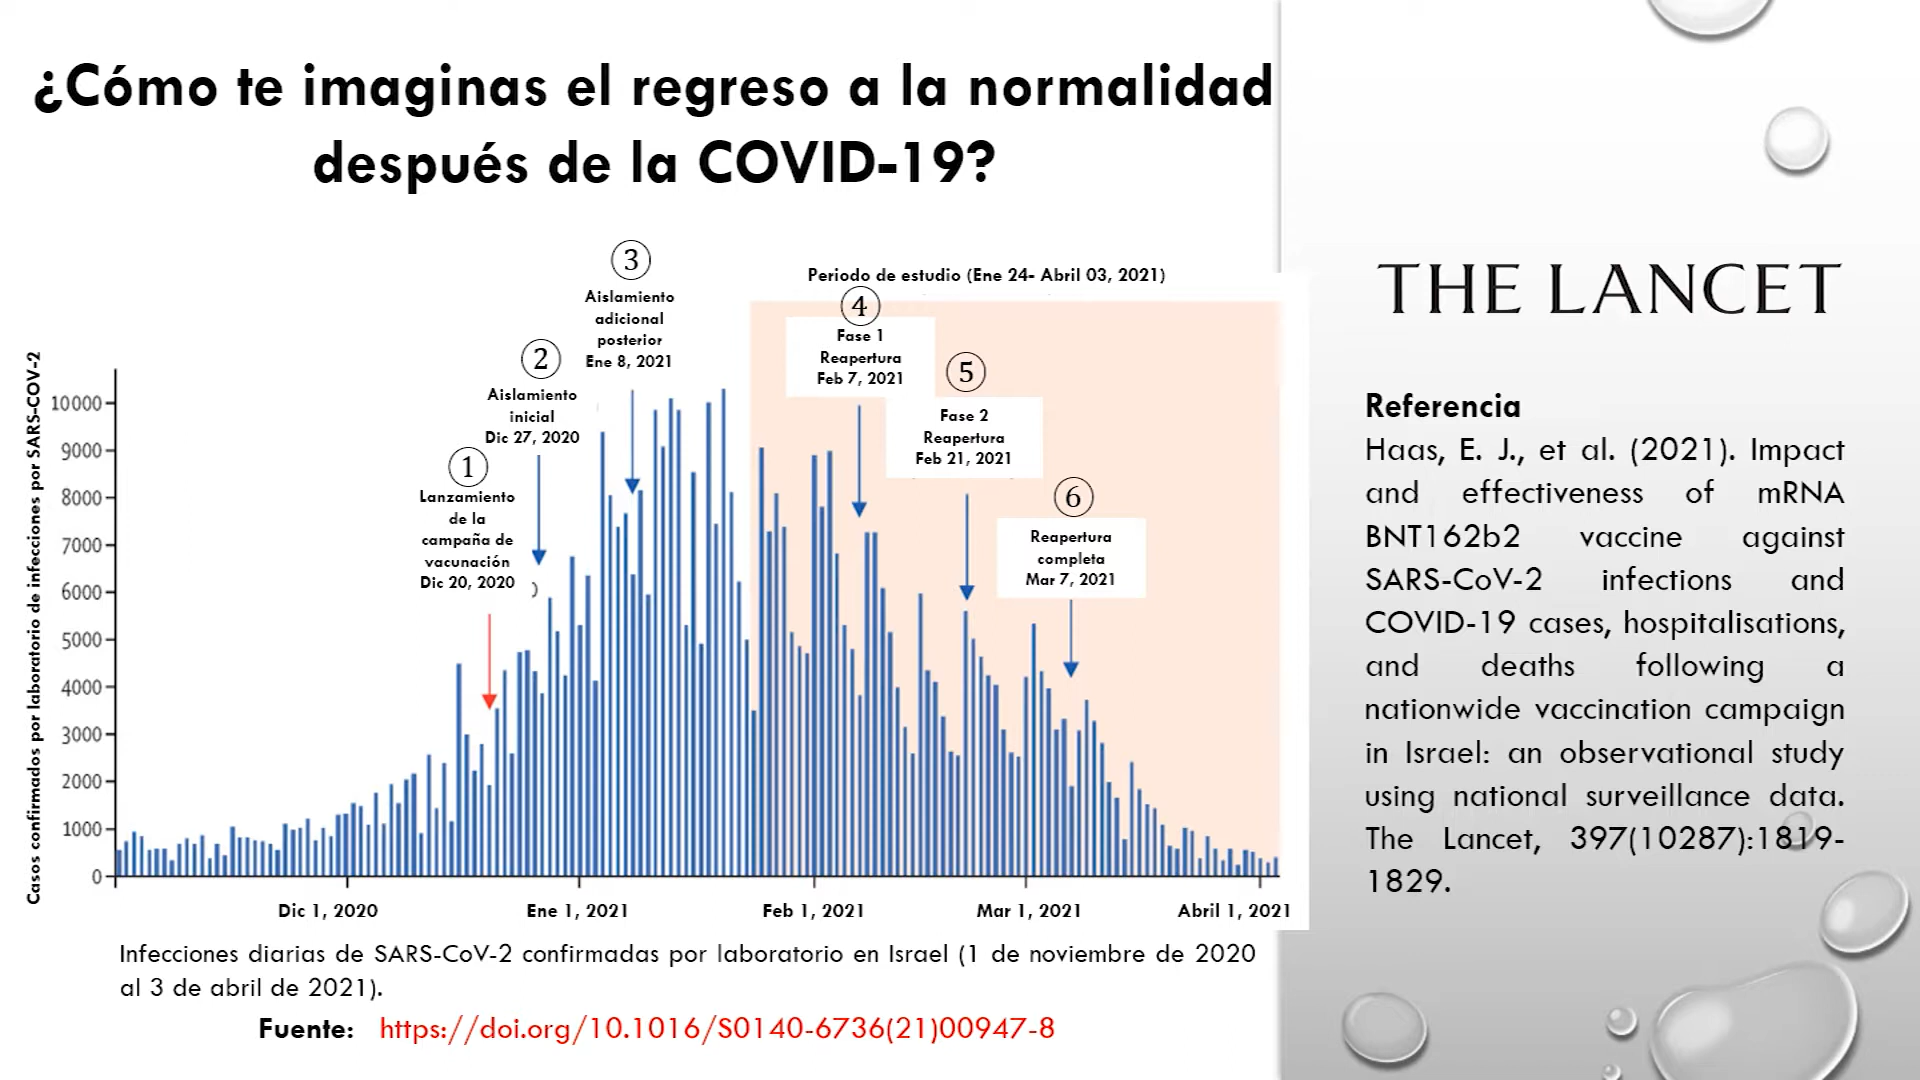 ¿Cómo te imaginas el regreso a la normalidad
después de la COVID-19?
Periodo de estudio (Ene 24- Abril 03, 2021)
1
Lanzamiento
de la
campaña de
vacunación
Dic 20, 2020
2
Aislamiento
inicial
Dic 27, 2020
3
Aislamiento
adicional
posterior
Ene 8, 2021
4
Fase 1
Reapertura
Feb 7, 2021
5
Fase 2
Reapertura
Feb 21, 2021
6
Reapertura
completa
Mar 7, 2021
Casos confirmados por laboratorio de infecciones por SARS-COV-2
10000
9000
8000
7000
6000
5000
4000
3000
2000
1000
0
Dic 1, 2020
Ene 1, 2021
Feb 1, 2021
Mar 1, 2021
Abril 1, 2021
Infecciones diarias de SARS-CoV-2 confirmadas por laboratorio en Israel (1 de noviembre de 2020
al 3 de abril de 2021).
Fuente: https://doi.org/10.1016/S0140-6736(21)00947-8
THE LANCET
Referencia
Haas, E. J., et al. (2021). Impact
and effectiveness of mRNA
BNT162b2 vaccine against
SARS-CoV-2 infections and
COVID-19 cases, hospitalisations,
and deaths following a
nationwide vaccination campaign
in Israel: an observational study
using national surveillance data.
The Lancet, 397(10287):1819-
1829.